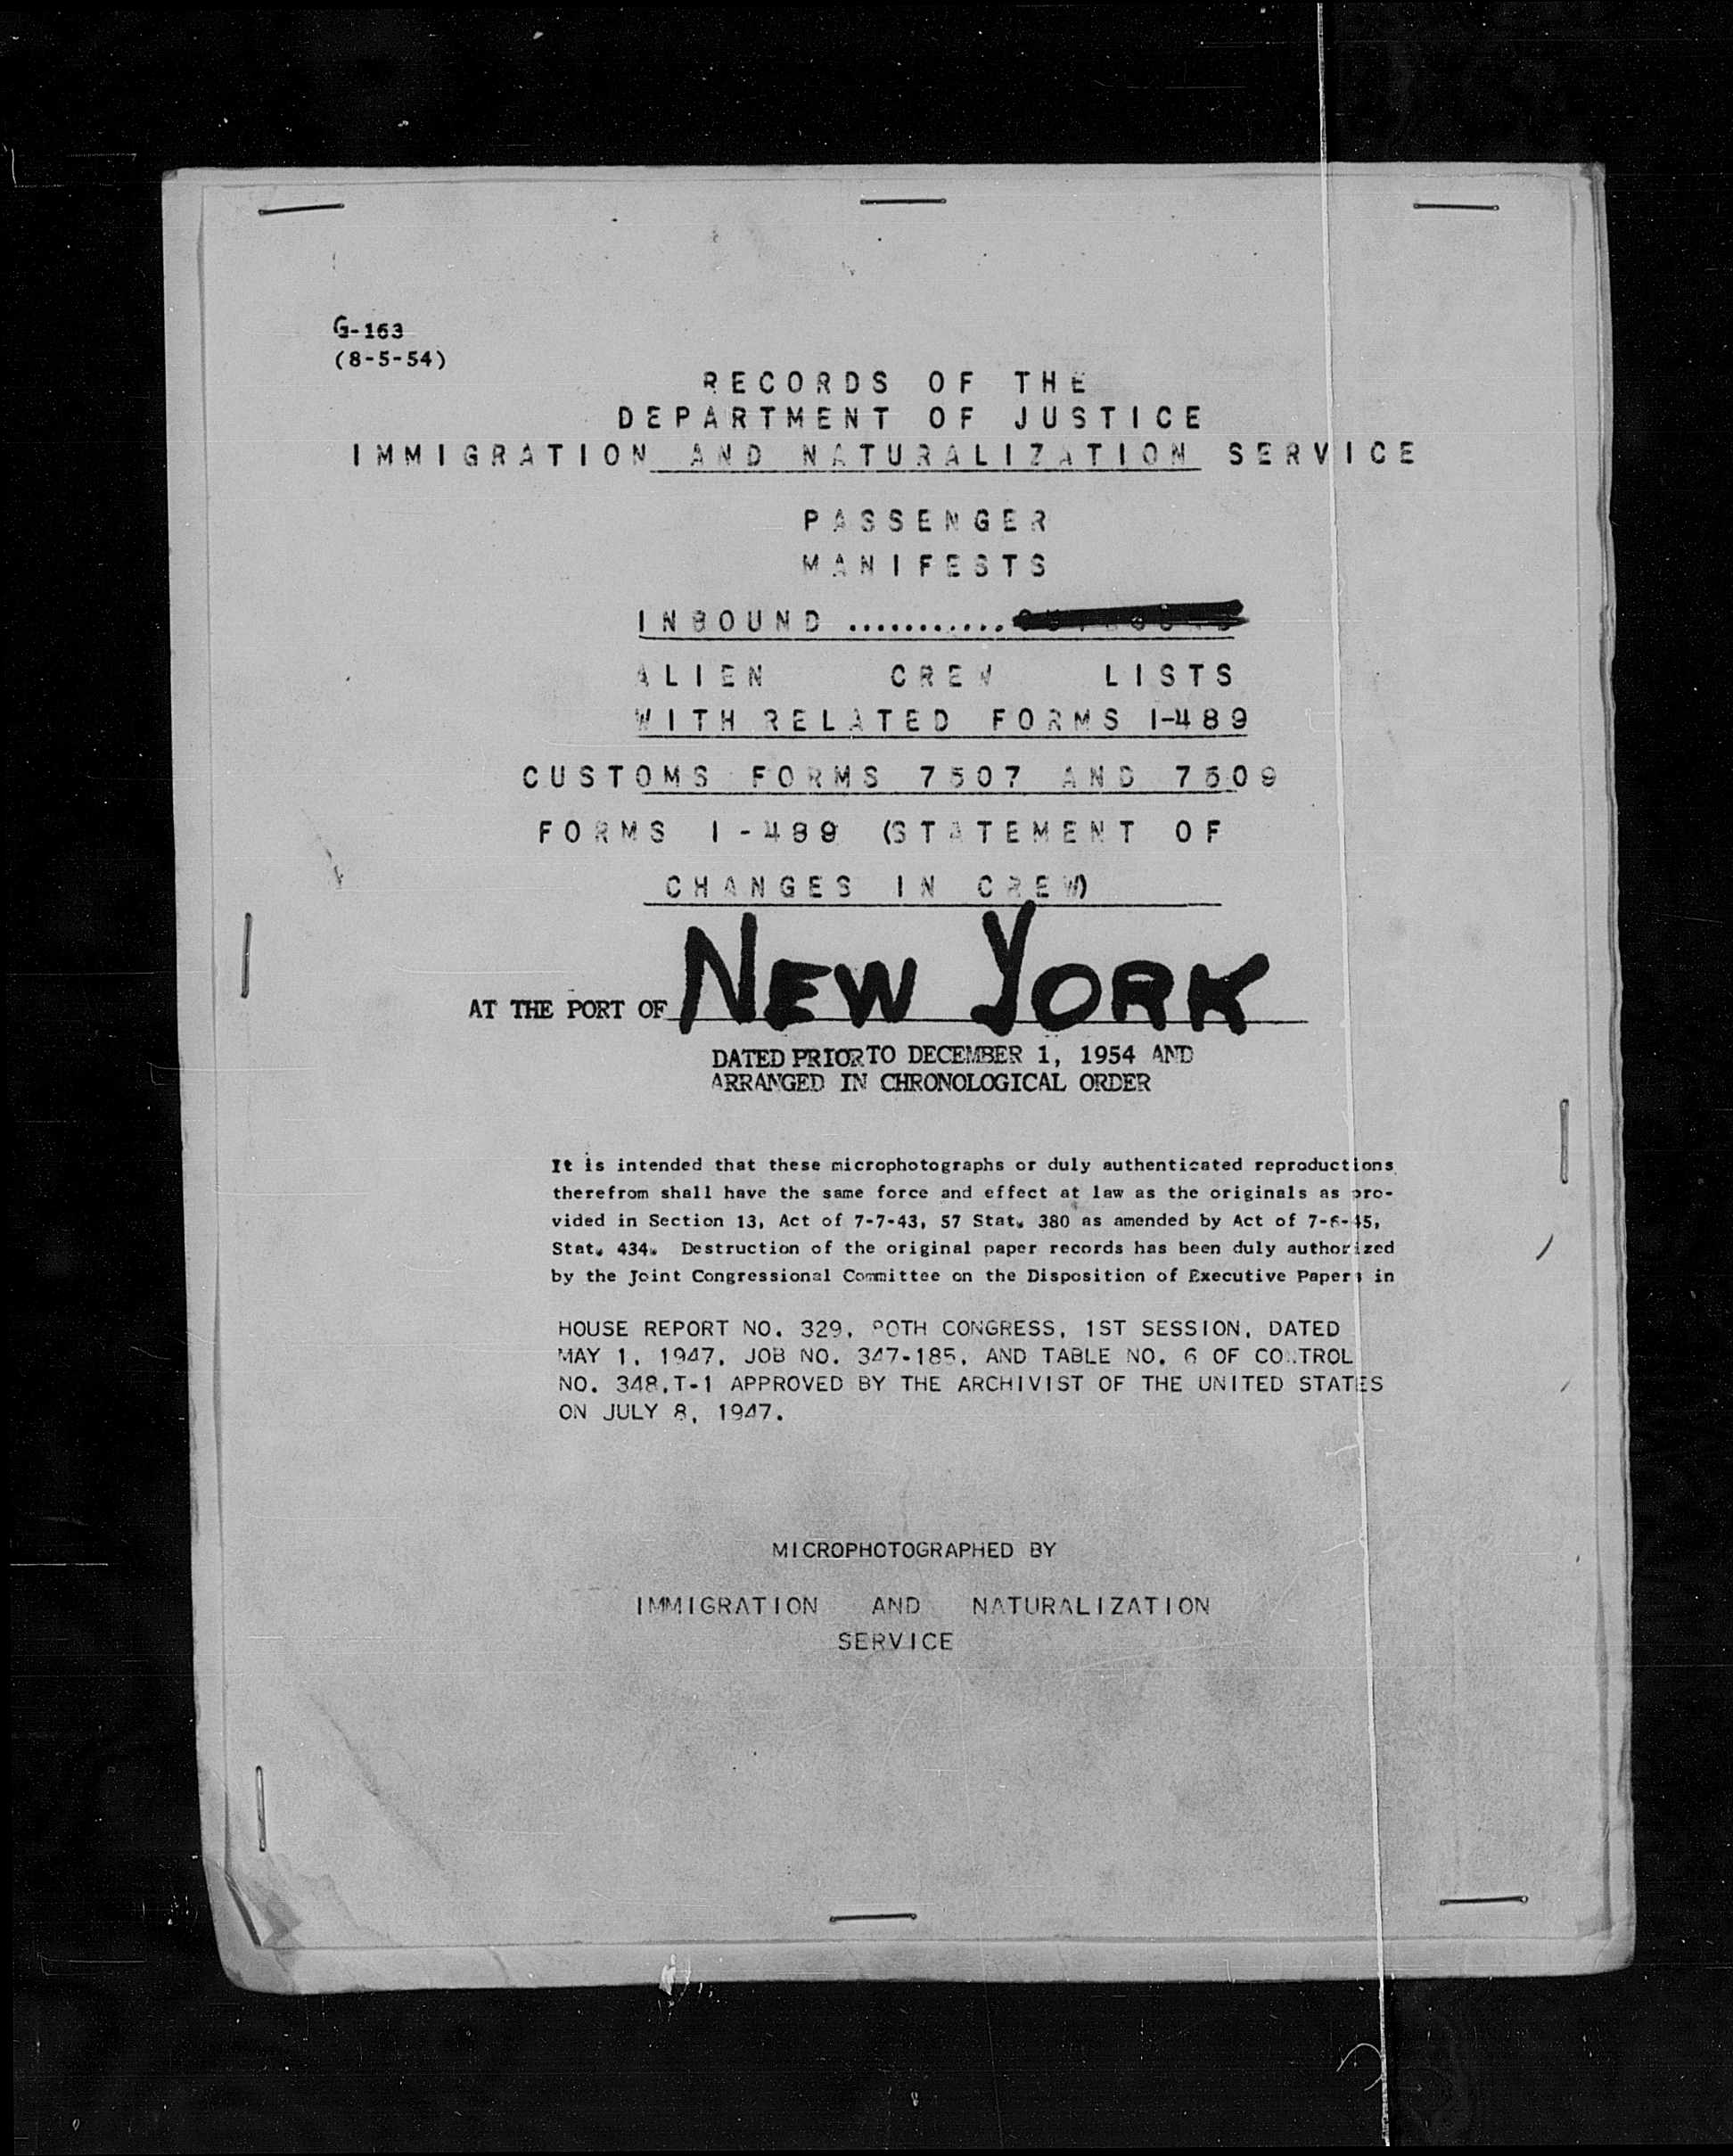 G-163
(8-5-54)
RECORDS OF THE
DEPARTMENT OF JUSTICE
IMMIGRATION AND NATURALIZATION SERVICE
PASSENGER
MANIFESTS
INBOUND ...........
ALIEN CREW LISTS
WITH RELATED FORMS I-489
CUSTOMS FORMS 7507 AND 7509
FORMS I-489 (STATEMENT OF
CHANGES IN CREW)
AT THE PORT OF NEW YORK
DATED PRIOR TO DECEMBER 1, 1954 AND
ARRANGED IN CHRONOLOGICAL ORDER
It is intended that these microphotographs or duly authenticated reproductions
therefrom shall have the same force and effect at law as the originals as pro-
vided in Section 13, Act of 7-7-43, 57 Stat. 380 as amended by Act of 7-6-45,
Stat. 434. Destruction of the original paper records has been duly authorized
by the Joint Congressional Committee on the Disposition of Executive Papers in
HOUSE REPORT NO. 329, 80TH CONGRESS, 1ST SESSION, DATED
MAY 1, 1947, JOB NO. 347-185, AND TABLE NO. 6 OF CONTROL
NO. 348,T-1 APPROVED BY THE ARCHIVIST OF THE UNITED STATES
ON JULY 8, 1947.
MICROPHOTOGRAPHED BY
IMMIGRATION AND NATURALIZATION
SERVICE